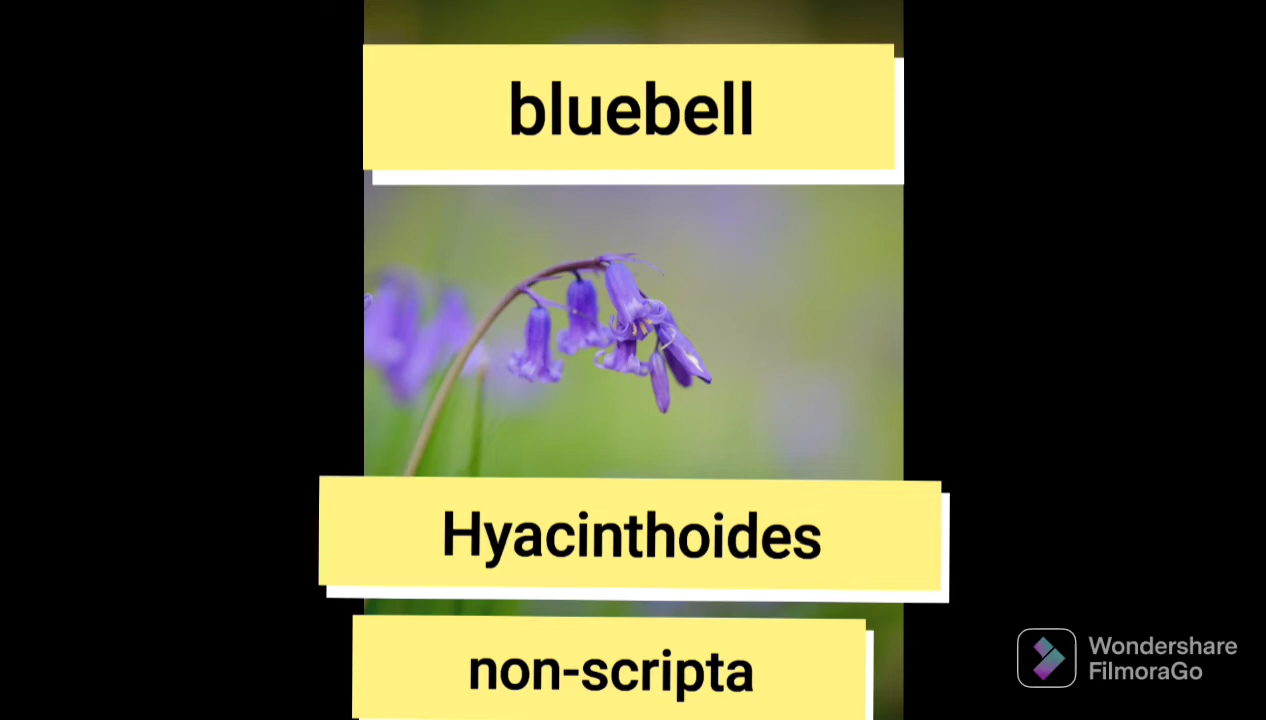 bluebell
Hyacinthoides
non-scripta
Wondershare
FilmoraGo